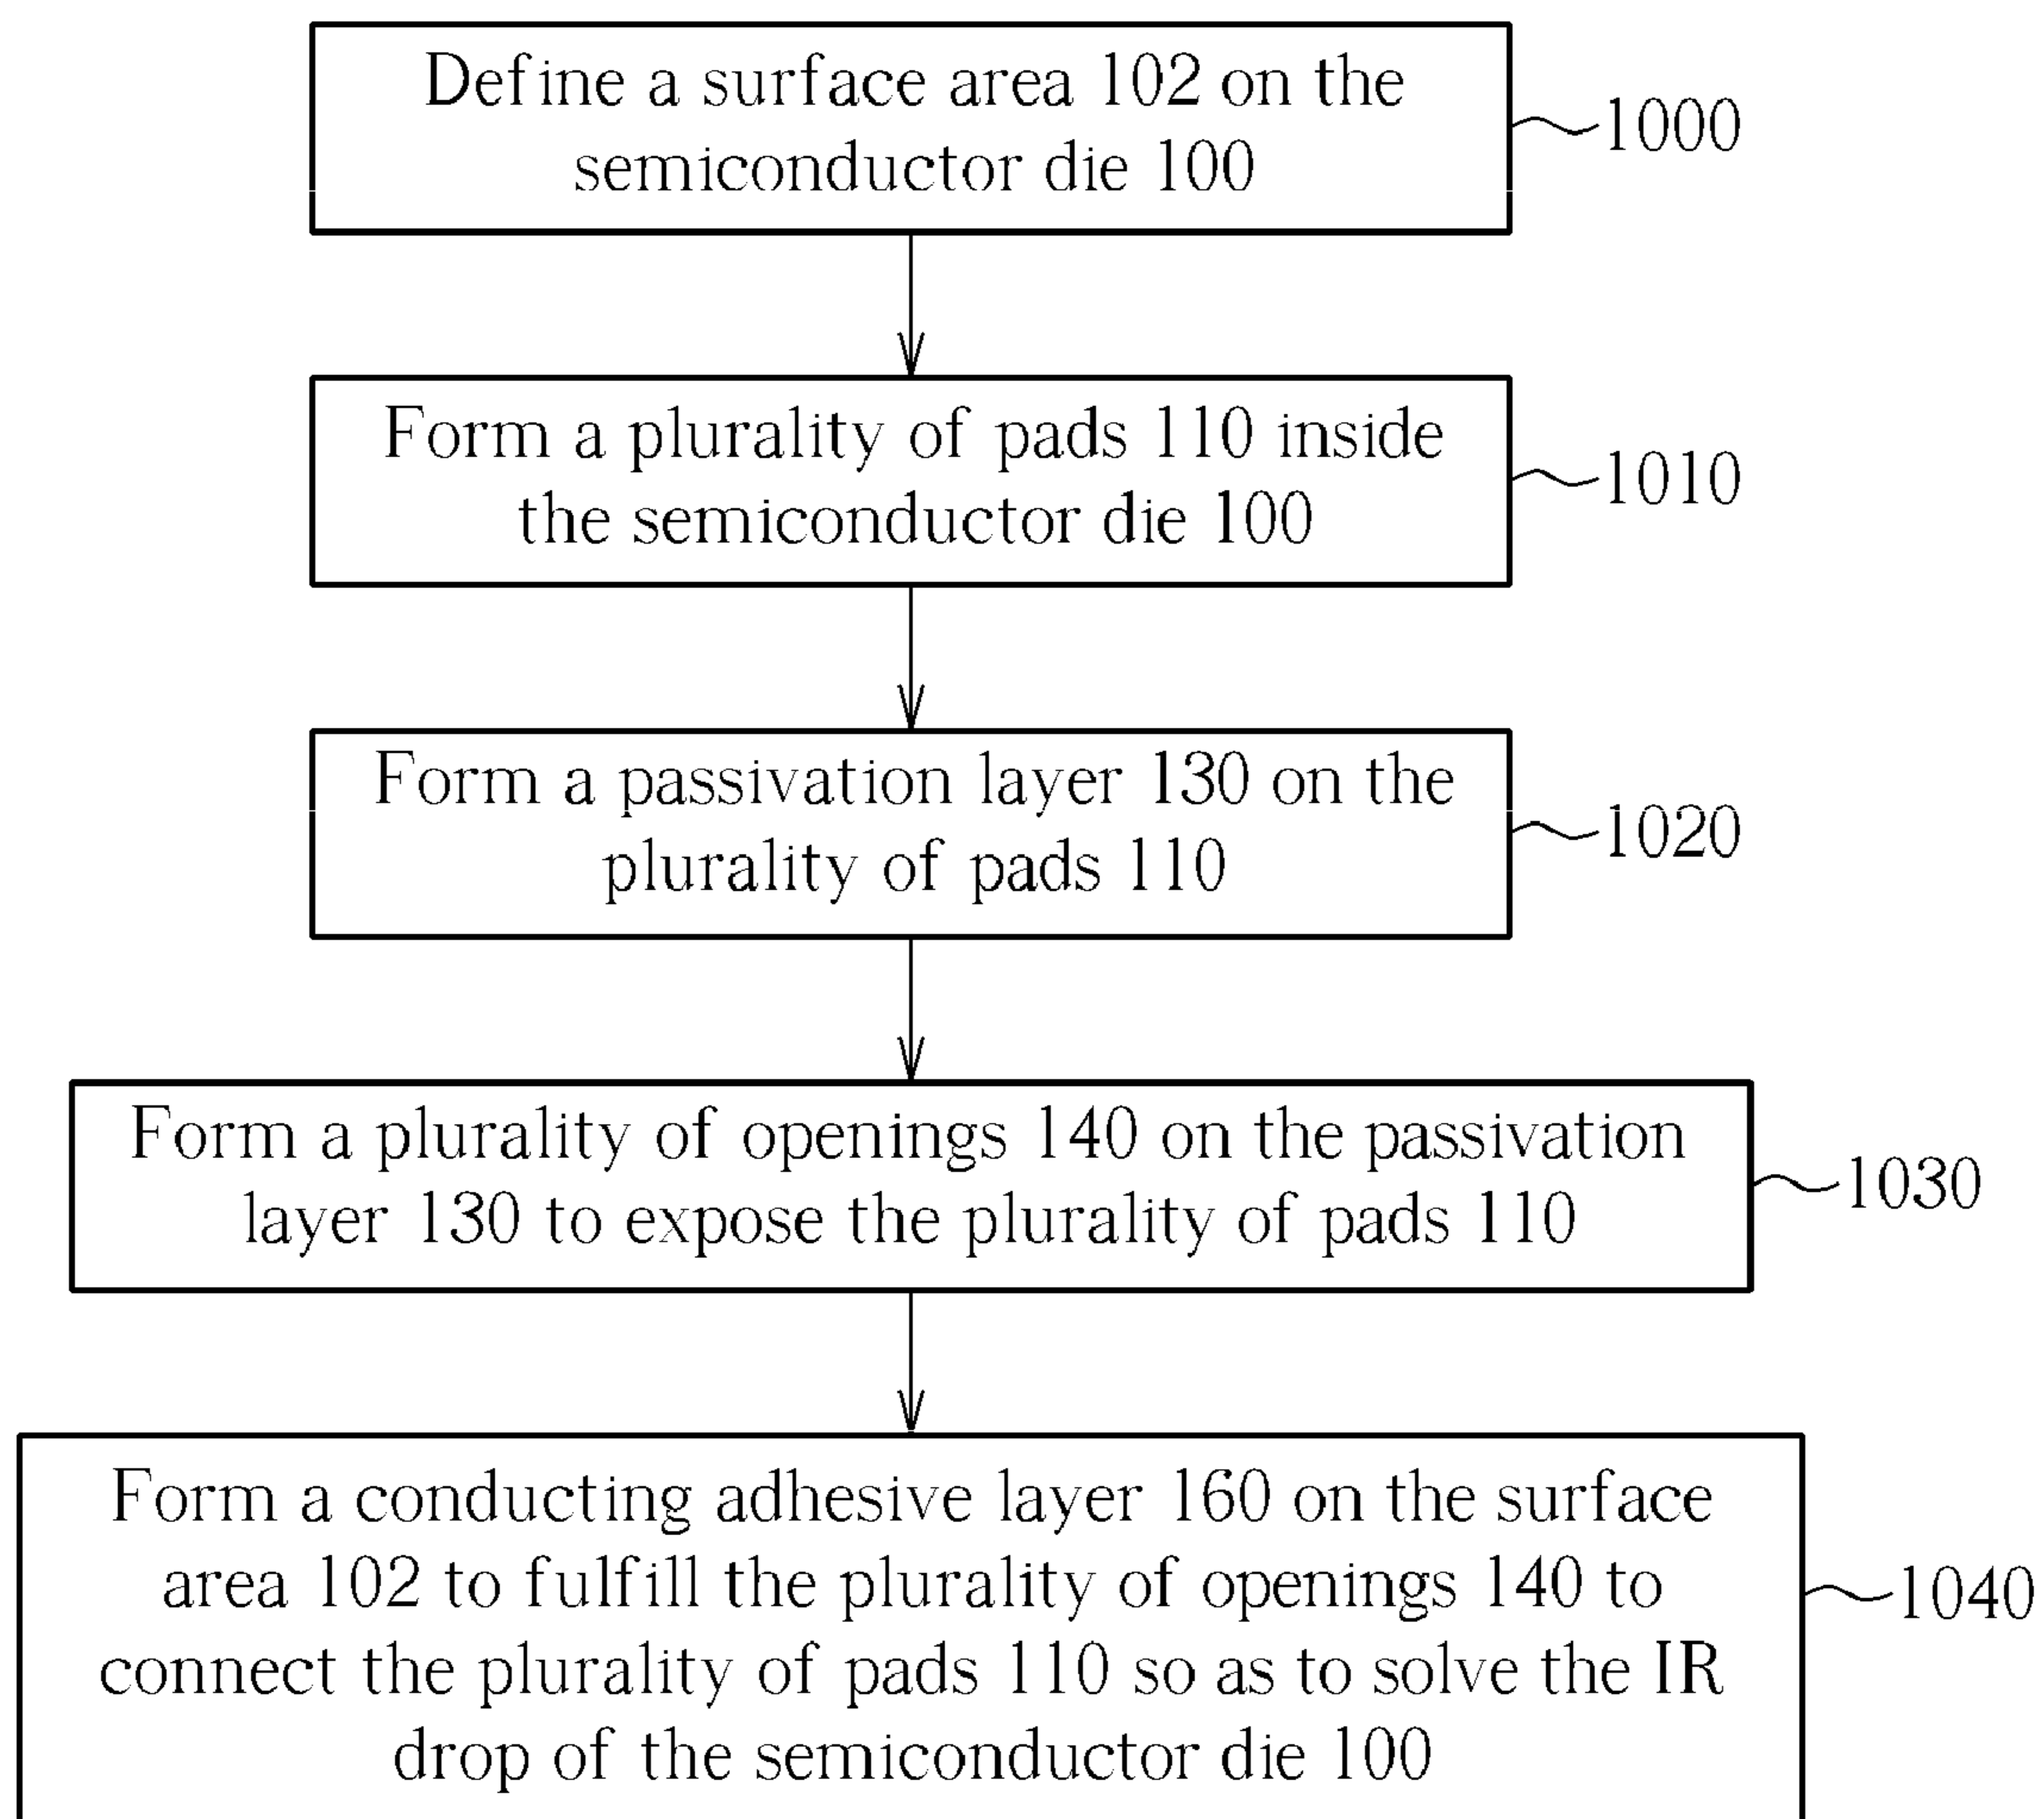 Define a surface area 102 on the
semiconductor die 100
1000
Form a plurality of pads 110 inside
the semiconductor die 100
1010
Form a passivation layer 130 on the
plurality of pads 110
1020
Form a plurality of openings 140 on the passivation
layer 130 to expose the plurality of pads 110
1030
Form a conducting adhesive layer 160 on the surface
area 102 to fulfill the plurality of openings 140 to
connect the plurality of pads 110 so as to solve the IR
drop of the semiconductor die 100
1040